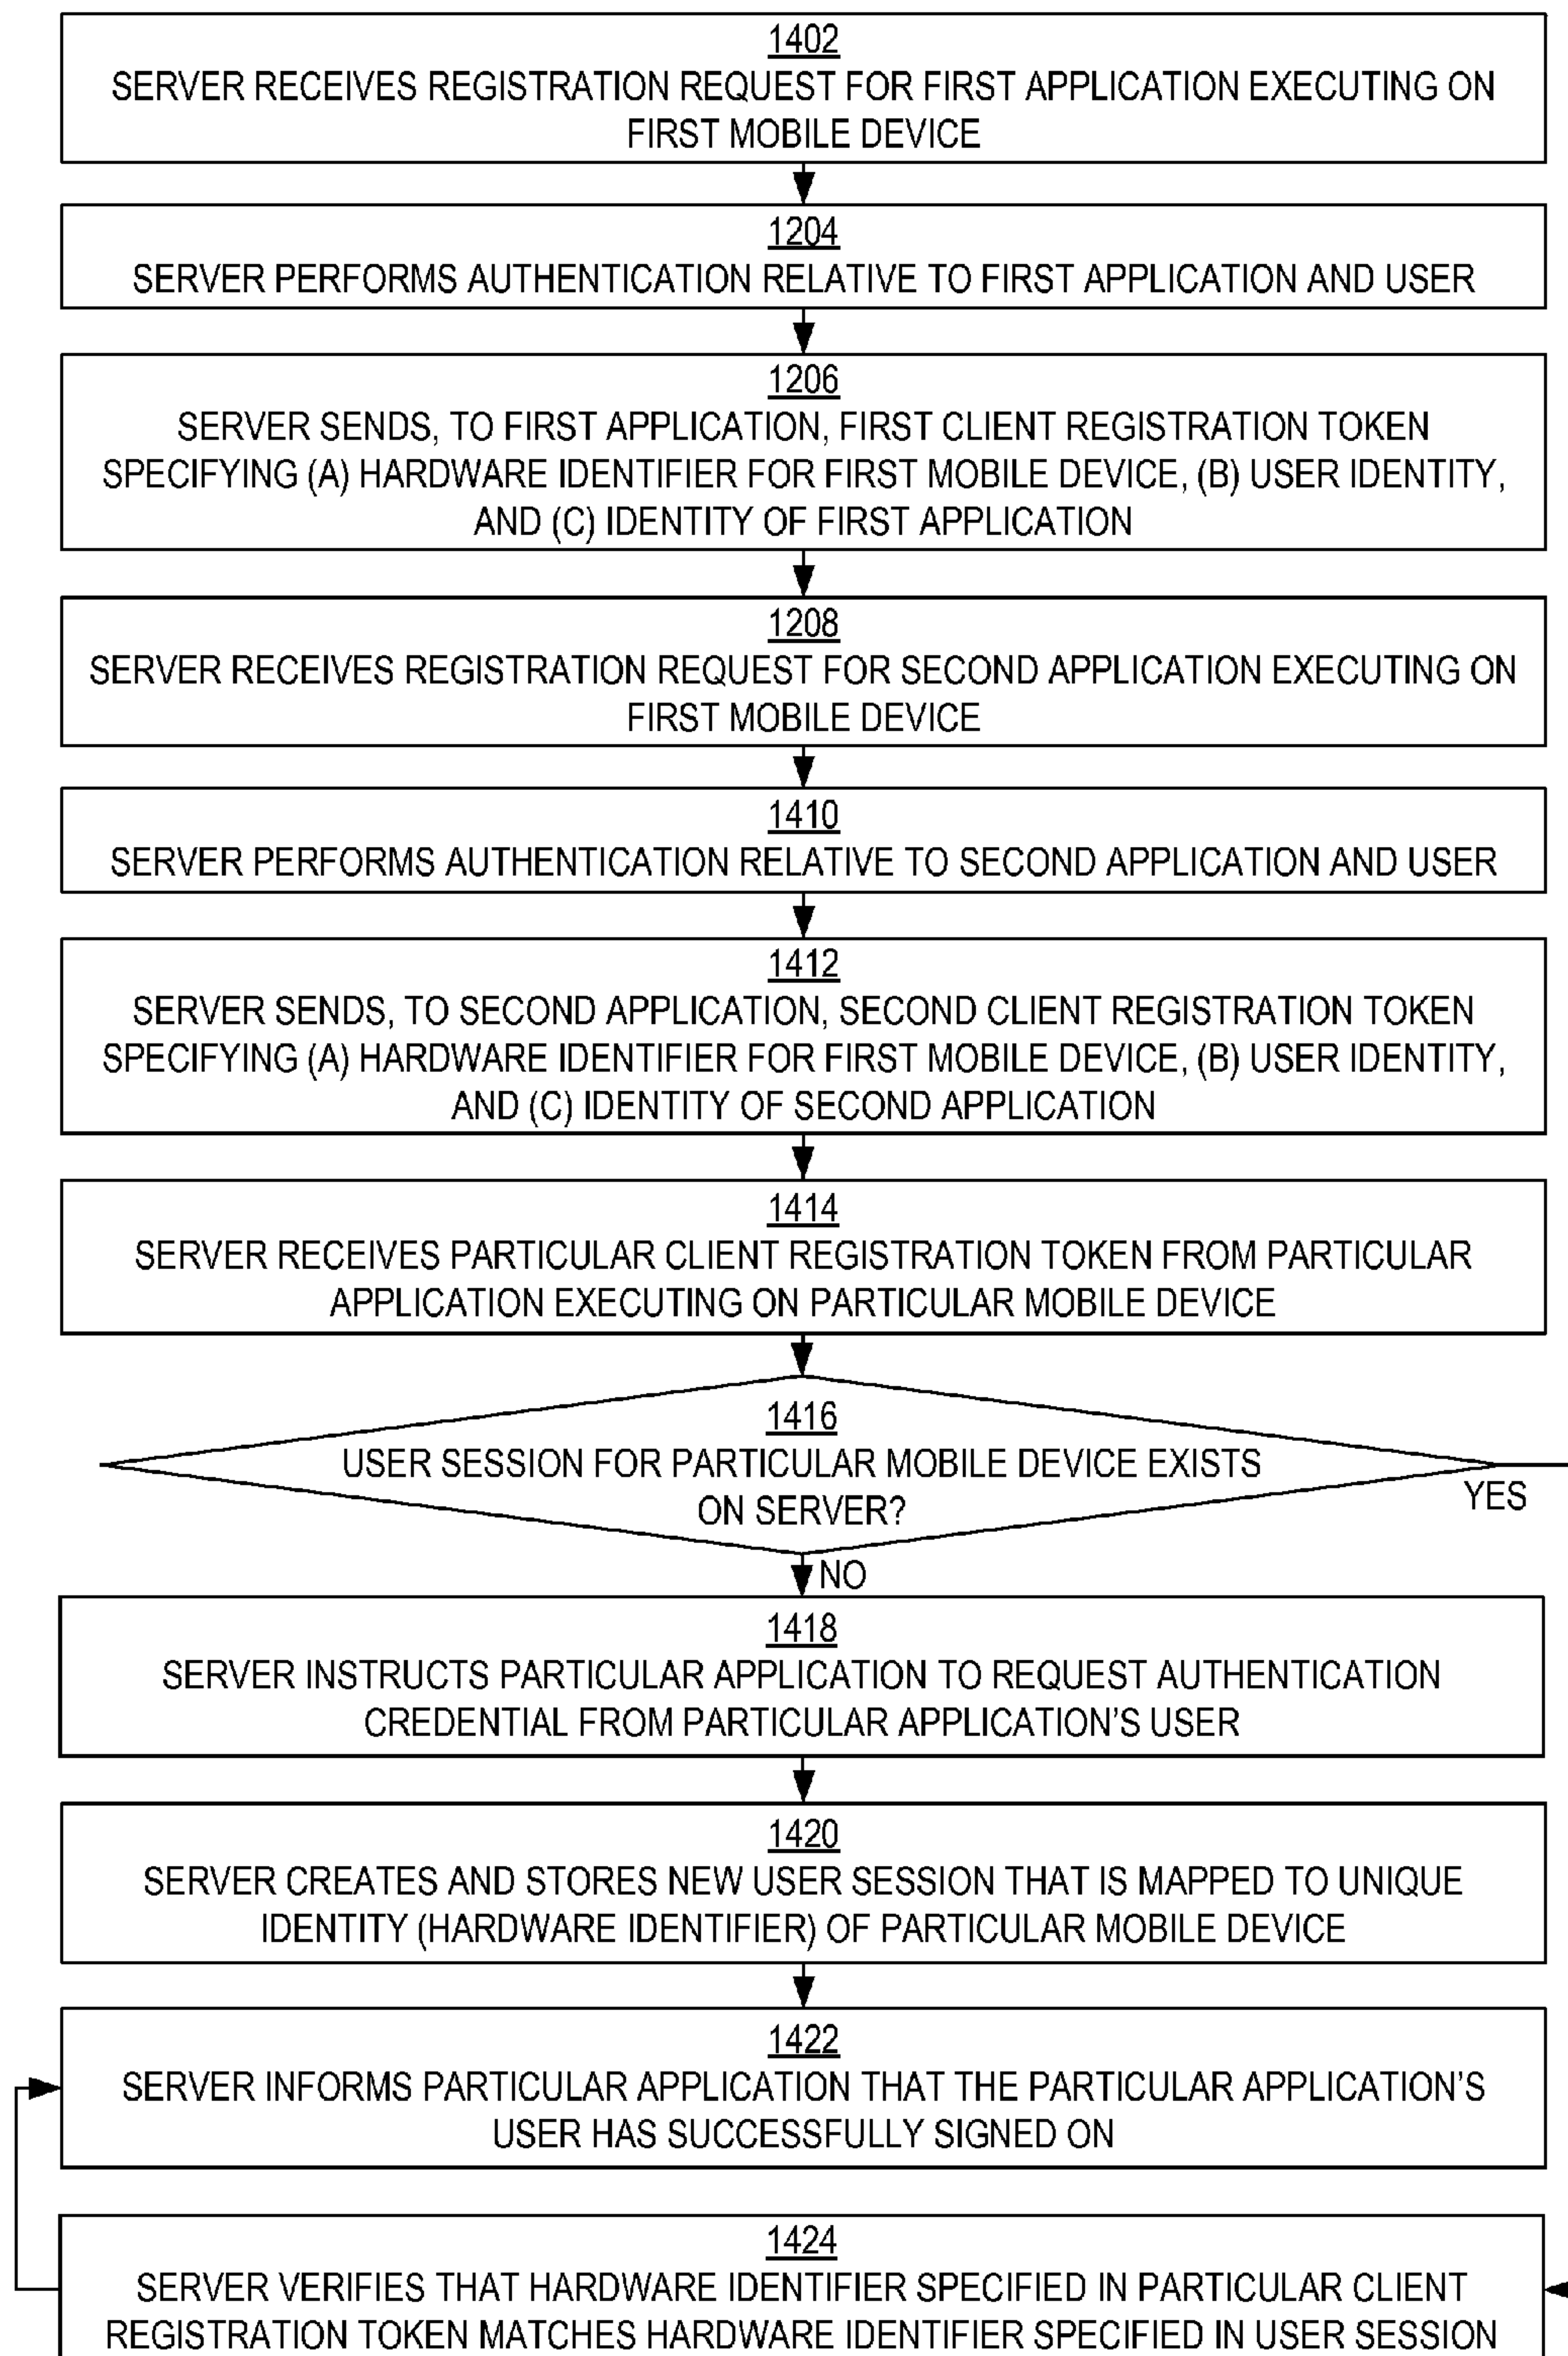 1402
SERVER RECEIVES REGISTRATION REQUEST FOR FIRST APPLICATION EXECUTING ON
FIRST MOBILE DEVICE
1204
SERVER PERFORMS AUTHENTICATION RELATIVE TO FIRST APPLICATION AND USER
1206
SERVER SENDS, TO FIRST APPLICATION, FIRST CLIENT REGISTRATION TOKEN
SPECIFYING (A) HARDWARE IDENTIFIER FOR FIRST MOBILE DEVICE, (B) USER IDENTITY,
AND (C) IDENTITY OF FIRST APPLICATION
1208
SERVER RECEIVES REGISTRATION REQUEST FOR SECOND APPLICATION EXECUTING ON
FIRST MOBILE DEVICE
1410
SERVER PERFORMS AUTHENTICATION RELATIVE TO SECOND APPLICATION AND USER
1412
SERVER SENDS, TO SECOND APPLICATION, SECOND CLIENT REGISTRATION TOKEN
SPECIFYING (A) HARDWARE IDENTIFIER FOR FIRST MOBILE DEVICE, (B) USER IDENTITY,
AND (C) IDENTITY OF SECOND APPLICATION
1414
SERVER RECEIVES PARTICULAR CLIENT REGISTRATION TOKEN FROM PARTICULAR
APPLICATION EXECUTING ON PARTICULAR MOBILE DEVICE
1416
USER SESSION FOR PARTICULAR MOBILE DEVICE EXISTS
ON SERVER?
YES
NO
1418
SERVER INSTRUCTS PARTICULAR APPLICATION TO REQUEST AUTHENTICATION
CREDENTIAL FROM PARTICULAR APPLICATION'S USER
1420
SERVER CREATES AND STORES NEW USER SESSION THAT IS MAPPED TO UNIQUE
IDENTITY (HARDWARE IDENTIFIER) OF PARTICULAR MOBILE DEVICE
1422
SERVER INFORMS PARTICULAR APPLICATION THAT THE PARTICULAR APPLICATION'S
USER HAS SUCCESSFULLY SIGNED ON
1424
SERVER VERIFIES THAT HARDWARE IDENTIFIER SPECIFIED IN PARTICULAR CLIENT
REGISTRATION TOKEN MATCHES HARDWARE IDENTIFIER SPECIFIED IN USER SESSION